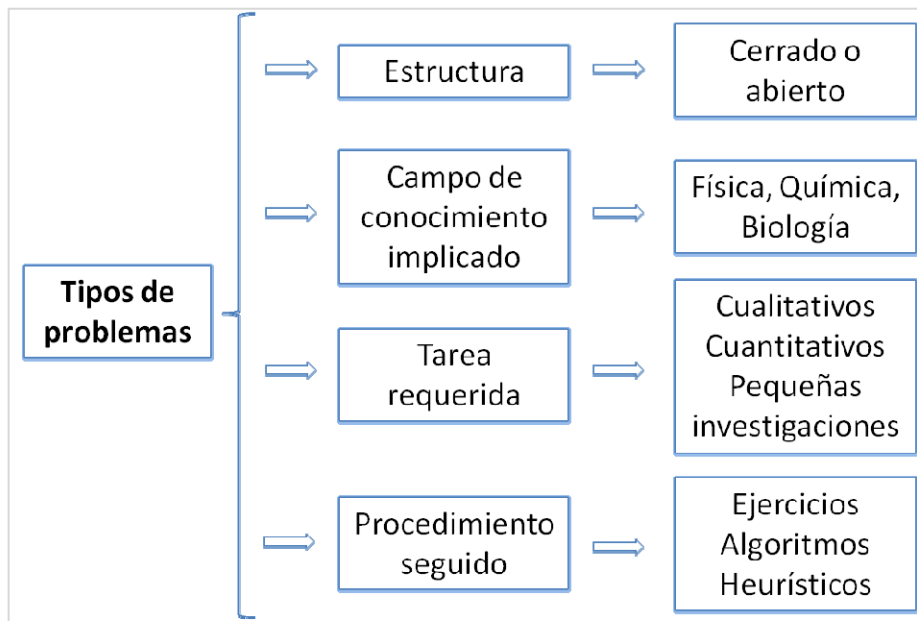 Tipos de
problemas
Estructura
Cerrado o
abierto
Campo de
conocimiento
implicado
Física, Química,
Biología
Tarea
requerida
Cualitativos
Cuantitativos
Pequeñas
investigaciones
Procedimiento
seguido
Ejercicios
Algoritmos
Heurísticos